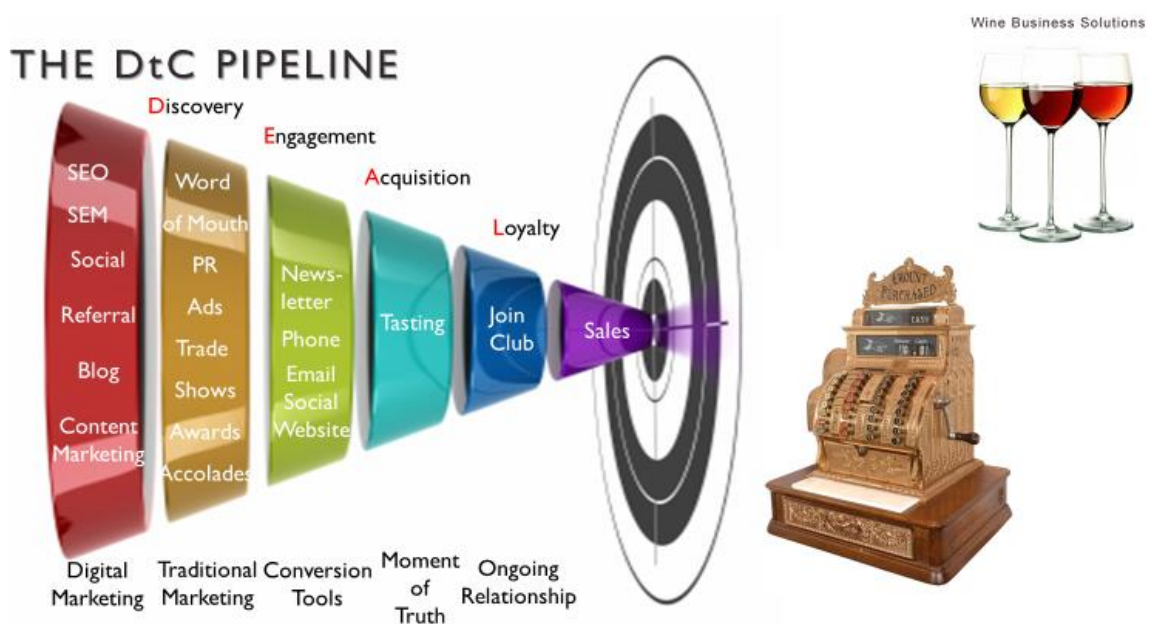 Wine Business Solutions
THE DtC PIPELINE
Discovery
Engagement
Acquisition
Loyalty
SEO
SEM
Social
Referral
Blog
Content
Marketing
Word
of Mouth
PR
Ads
Trade
Shows
Awards
Accolades
News-
letter
Phone
Email
Social
Website
Tasting
Join
Club
Sales
AMOUNT
PURCHASED
CASH
Digital
Marketing
Traditional
Marketing
Conversion
Tools
Moment
of
Truth
Ongoing
Relationship